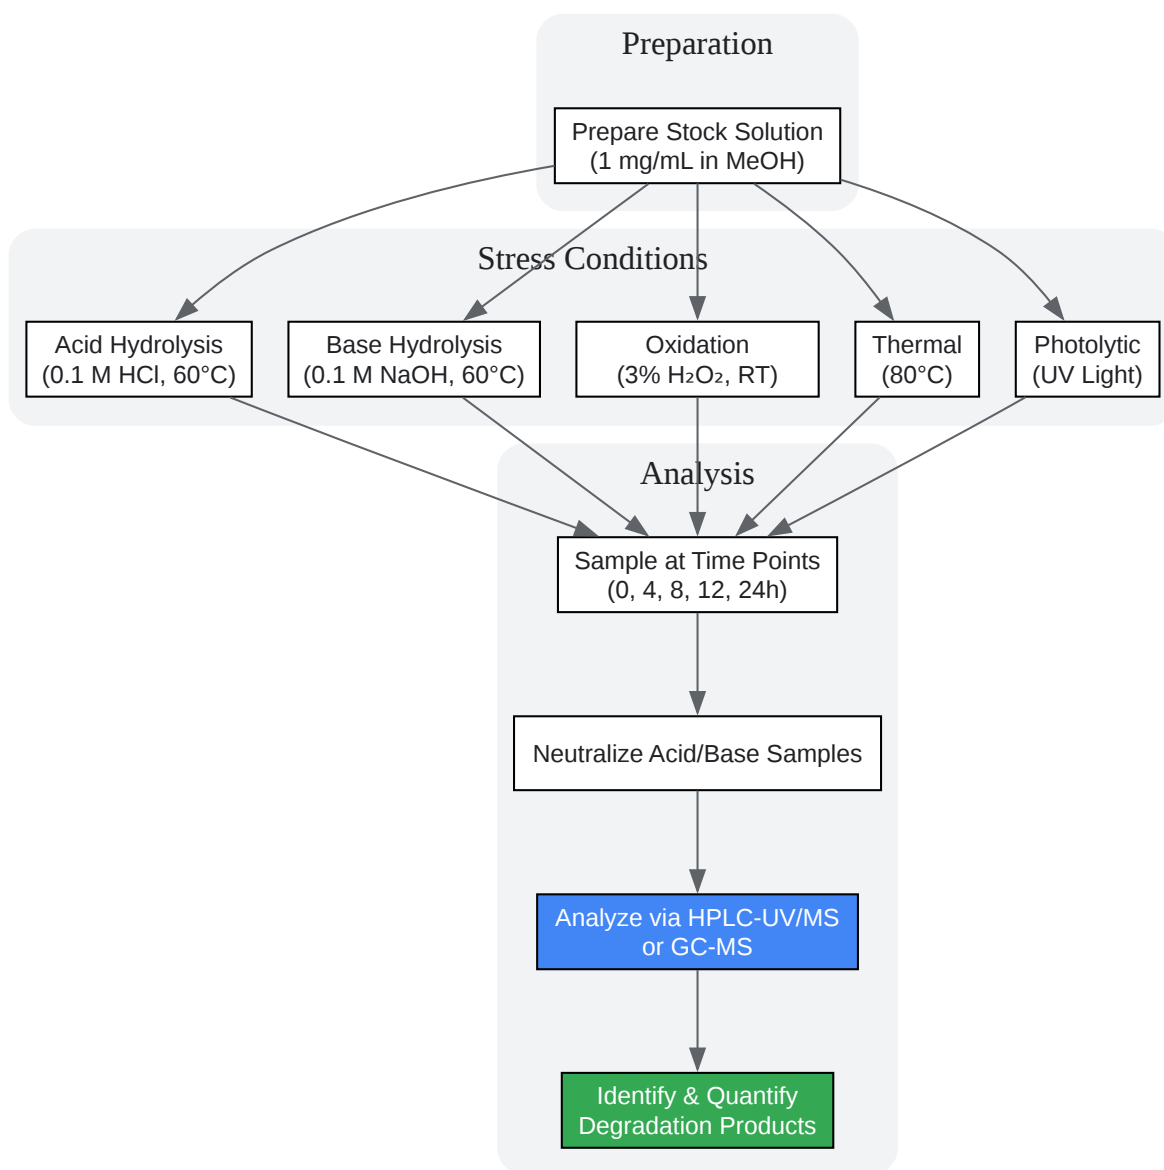 Preparation
Prepare Stock Solution
(1 mg/mL in MeOH)
Stress Conditions
Acid Hydrolysis
(0.1 M HCl, 60°C)
Base Hydrolysis
(0.1 M NaOH, 60°C)
Oxidation
(3% H₂O₂, RT)
Thermal
(80°C)
Photolytic
(UV Light)
Analysis
Sample at Time Points
(0, 4, 8, 12, 24h)
Neutralize Acid/Base Samples
Analyze via HPLC-UV/MS
or GC-MS
Identify & Quantify
Degradation Products